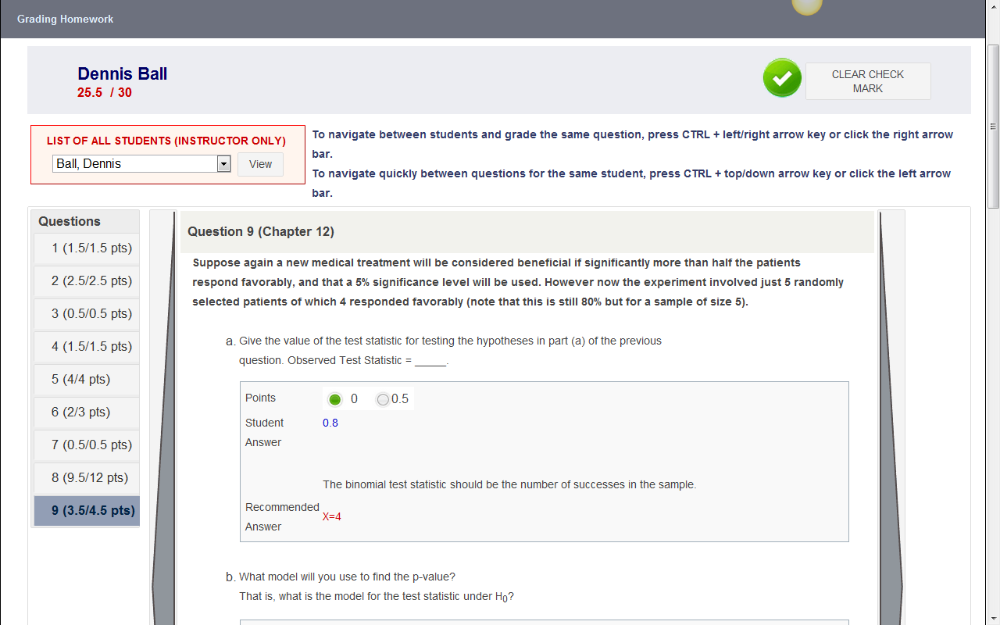 Grading Homework
Dennis Ball
25.5 / 30
CLEAR CHECK
MARK
LIST OF ALL STUDENTS (INSTRUCTOR ONLY)
Ball, Dennis
View
To navigate between students and grade the same question, press CTRL + left/right arrow key or click the right arrow
bar.
To navigate quickly between questions for the same student, press CTRL + top/down arrow key or click the left arrow
bar.
Questions
1 (1.5/1.5 pts)
2 (2.5/2.5 pts)
3 (0.5/0.5 pts)
4 (1.5/1.5 pts)
5 (4/4 pts)
6 (2/3 pts)
7 (0.5/0.5 pts)
8 (9.5/12 pts)
9 (3.5/4.5 pts)
Question 9 (Chapter 12)
Suppose again a new medical treatment will be considered beneficial if significantly more than half the patients
respond favorably, and that a 5% significance level will be used. However now the experiment involved just 5 randomly
selected patients of which 4 responded favorably (note that this is still 80% but for a sample of size 5).
a. Give the value of the test statistic for testing the hypotheses in part (a) of the previous
question. Observed Test Statistic = _____.
Points 0 0.5
Student 0.8
Answer
The binomial test statistic should be the number of successes in the sample.
Recommended
Answer
X=4
b. What model will you use to find the p-value?
That is, what is the model for the test statistic under H0?